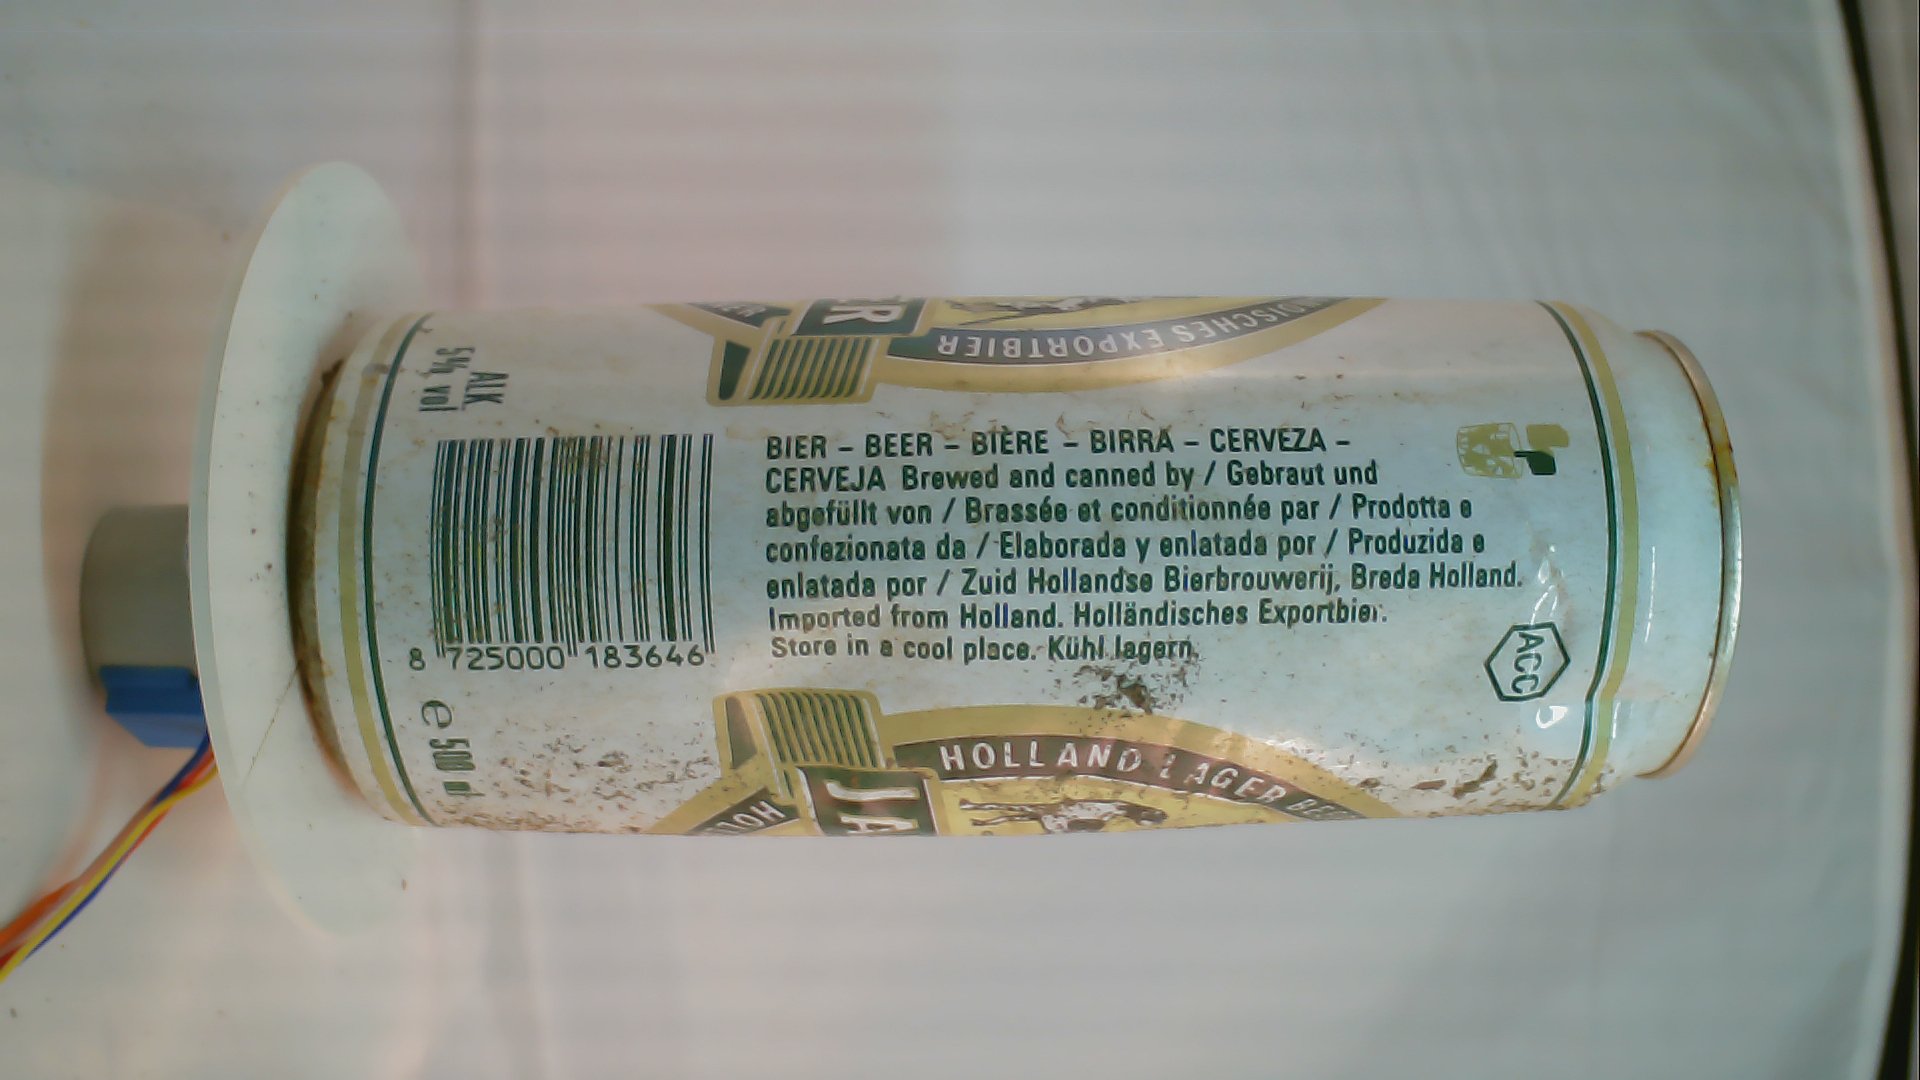 BIER – BEER – BIÈRE – BIRRA – CERVEZA –
CERVEJA Brewed and canned by / Gebraut und
abgefüllt von / Brassée et conditionnée par / Prodotta e
confezionata da / Elaborada y enlatada por / Produzida e
enlatada por / Zuid Hollandse Bierbrouwerij, Breda Holland.
Imported from Holland. Holländisches Exportbier.
Store in a cool place. Kühl lagern.
8 725000 183646
ALK.
5% vol
e 500 ml
ACC
EXPORTBIER
HOLLAND LAGER BEER